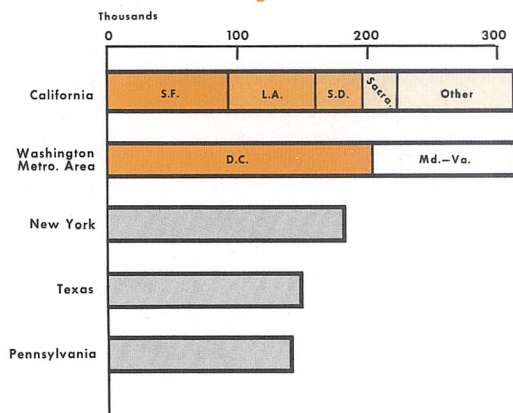 Thousands
0 100 200 300
California
S.F. L.A. S.D. Sacra. Other
Washington
Metro. Area
D.C. Md.—Va.
New York
Texas
Pennsylvania